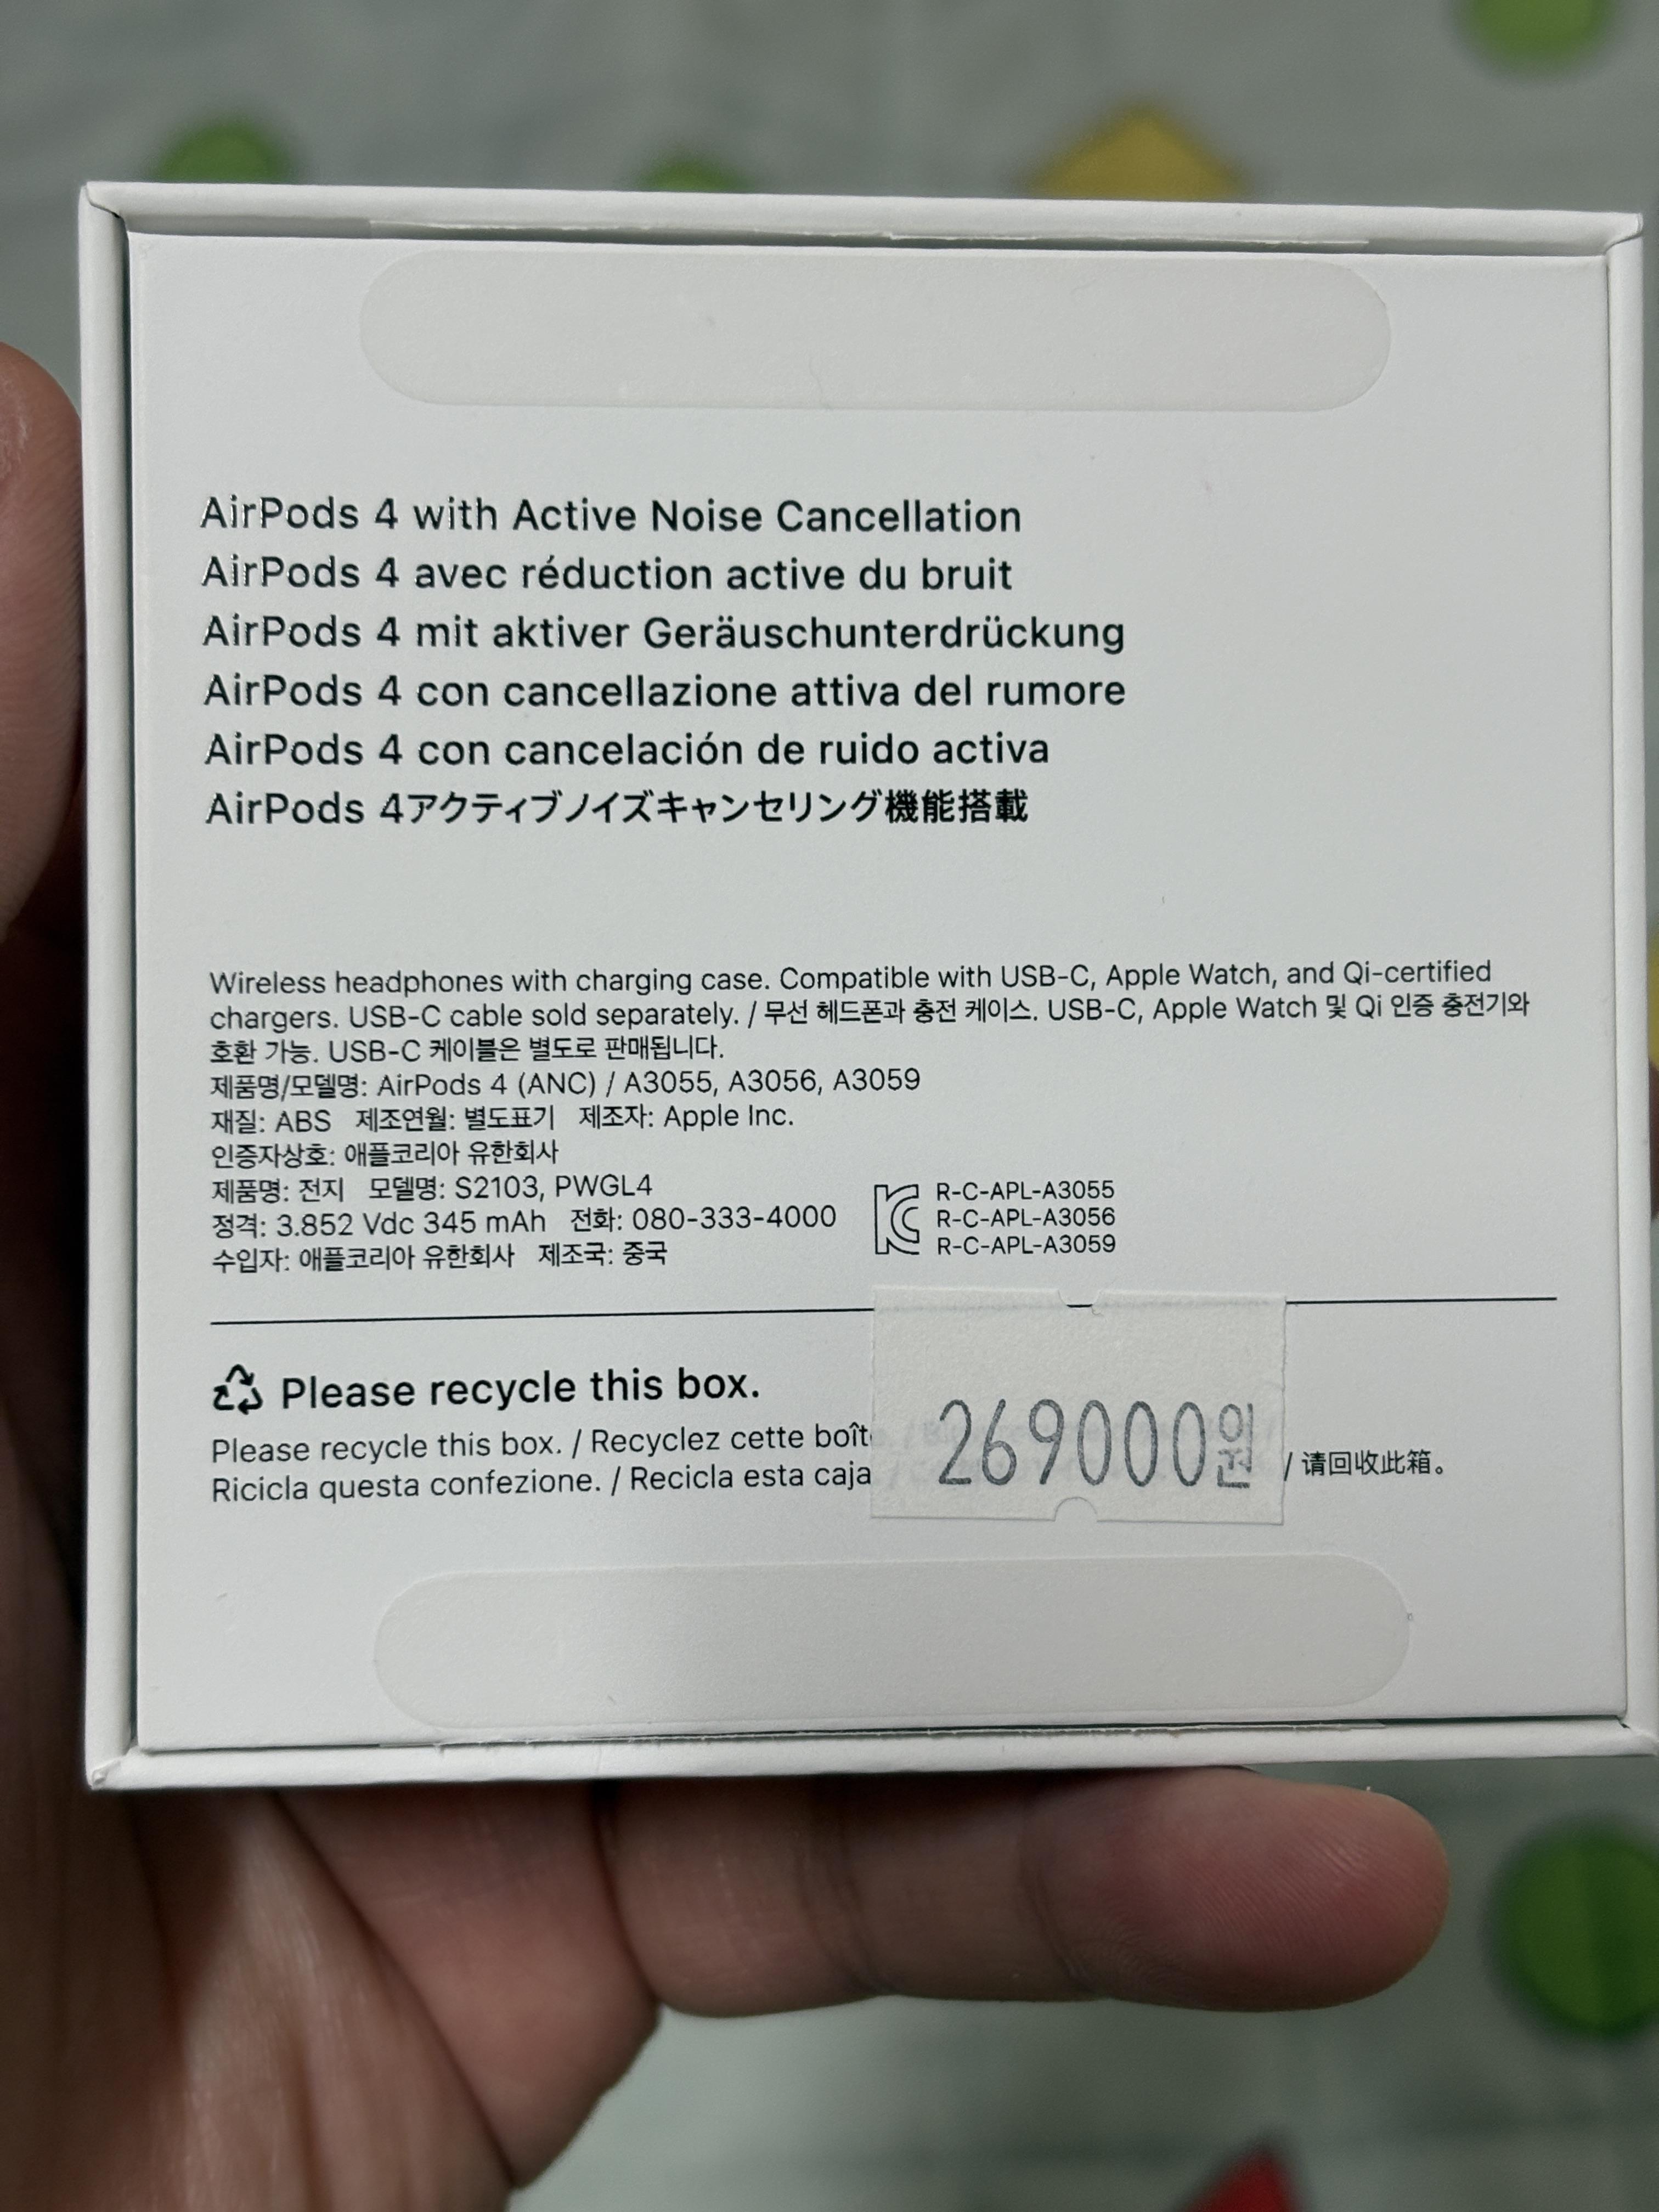 AirPods 4 with Active Noise Cancellation
AirPods 4 avec réduction active du bruit
AirPods 4 mit aktiver Geräuschunterdrückung
AirPods 4 con cancellazione attiva del rumore
AirPods 4 con cancelación de ruido activa
AirPods 4アクティブノイズキャンセリング機能搭載
Wireless headphones with charging case. Compatible with USB-C, Apple Watch, and Qi-certified
chargers. USB-C cable sold separately. / 무선 헤드폰과 충전 케이스. USB-C, Apple Watch 및 Qi 인증 충전기와
호환 가능. USB-C 케이블은 별도로 판매됩니다.
제품명/모델명: AirPods 4 (ANC) / A3055, A3056, A3059
재질: ABS 제조연월: 별도표기 제조자: Apple Inc.
인증자상호: 애플코리아 유한회사
제품명: 전지 모델명: S2103, PWGL4
정격: 3.852 Vdc 345 mAh 전화: 080-333-4000
수입자: 애플코리아 유한회사 제조국: 중국
R-C-APL-A3055
R-C-APL-A3056
R-C-APL-A3059
Please recycle this box.
Please recycle this box. / Recyclez cette
Ricicla questa confezione. / Recicla esta caja / 请回收此箱。
269000원